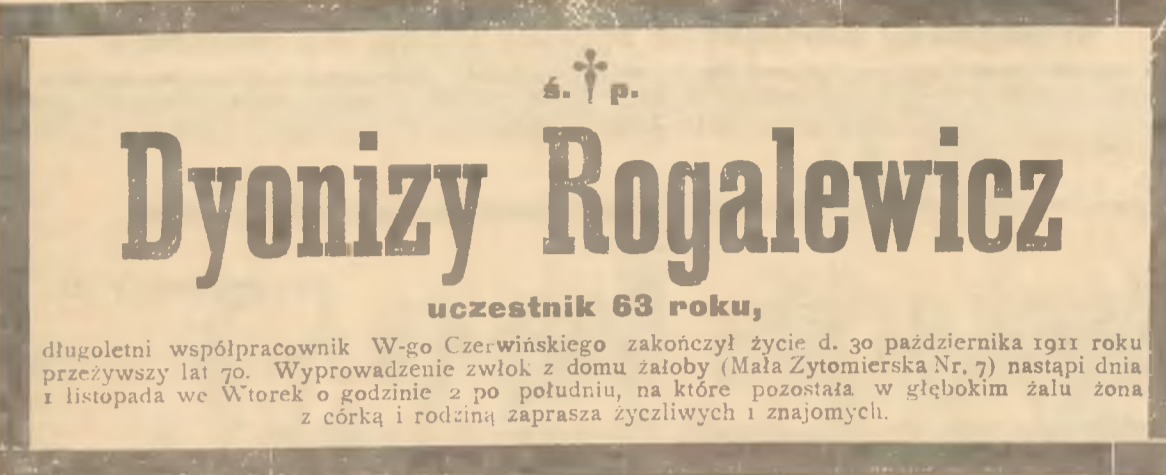 ś. p.
Dyonizy Rogalewicz
uczestnik 63 roku,
długoletni współpracownik W-go Czerwińskiego zakończył życie d. 30 października 1911 roku
przeżywszy lat 70. Wyprowadzenie zwłok z domu żałoby (Mała Zytomierska Nr. 7) nastąpi dnia
1 listopada we Wtorek o godzinie 2 po południu, na które pozostała w głębokim żalu żona
z córką i rodziną zaprasza życzliwych i znajomych.